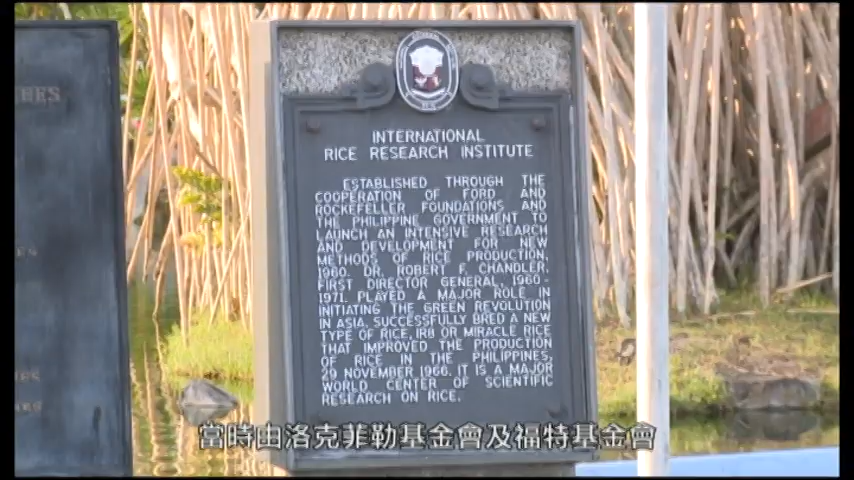 INTERNATIONAL
RICE RESEARCH INSTITUTE
ESTABLISHED THROUGH THE
COOPERATION OF FORD AND
ROCKEFELLER FOUNDATIONS AND
THE PHILIPPINE GOVERNMENT TO
LAUNCH AN INTENSIVE RESEARCH
AND DEVELOPMENT FOR NEW
METHODS OF RICE PRODUCTION,
1960. DR. ROBERT F. CHANDLER,
FIRST DIRECTOR GENERAL, 1960-
1971, PLAYED A MAJOR ROLE IN
INITIATING THE GREEN REVOLUTION
IN ASIA, SUCCESSFULLY BRED A NEW
TYPE OF RICE, IR8 OR MIRACLE RICE
THAT IMPROVED THE PRODUCTION
OF RICE IN THE PHILIPPINES,
29 NOVEMBER 1966. IT IS A MAJOR
WORLD CENTER OF SCIENTIFIC
RESEARCH ON RICE.
當時由洛克菲勒基金會及福特基金會